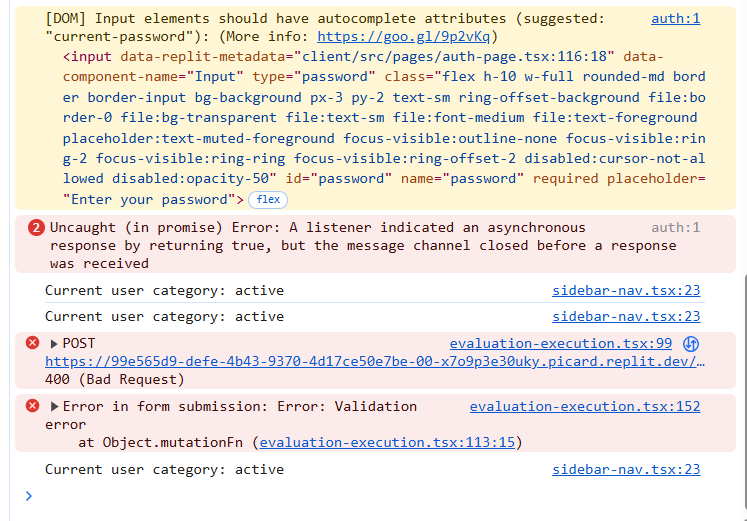 [DOM] Input elements should have autocomplete attributes (suggested: auth:1
"current-password"): (More info: https://goo.gl/9p2vKq)
<input data-replit-metadata="client/src/pages/auth-page.tsx:116:18" data-
component-name="Input" type="password" class="flex h-10 w-full rounded-md bord
er border-input bg-background px-3 py-2 text-sm ring-offset-background file:bo
rder-0 file:bg-transparent file:text-sm file:font-medium file:text-foreground
placeholder:text-muted-foreground focus-visible:outline-none focus-visible:rin
g-2 focus-visible:ring-ring focus-visible:ring-offset-2 disabled:cursor-not-al
lowed disabled:opacity-50" id="password" name="password" required placeholder=
"Enter your password"> flex
2 Uncaught (in promise) Error: A listener indicated an asynchronous auth:1
response by returning true, but the message channel closed before a response
was received
Current user category: active sidebar-nav.tsx:23
Current user category: active sidebar-nav.tsx:23
POST evaluation-execution.tsx:99
https://99e565d9-defe-4b43-9370-4d17ce50e7be-00-x7o9p3e30uky.picard.replit.dev/…
400 (Bad Request)
Error in form submission: Error: Validation evaluation-execution.tsx:152
error
at Object.mutationFn (evaluation-execution.tsx:113:15)
Current user category: active sidebar-nav.tsx:23